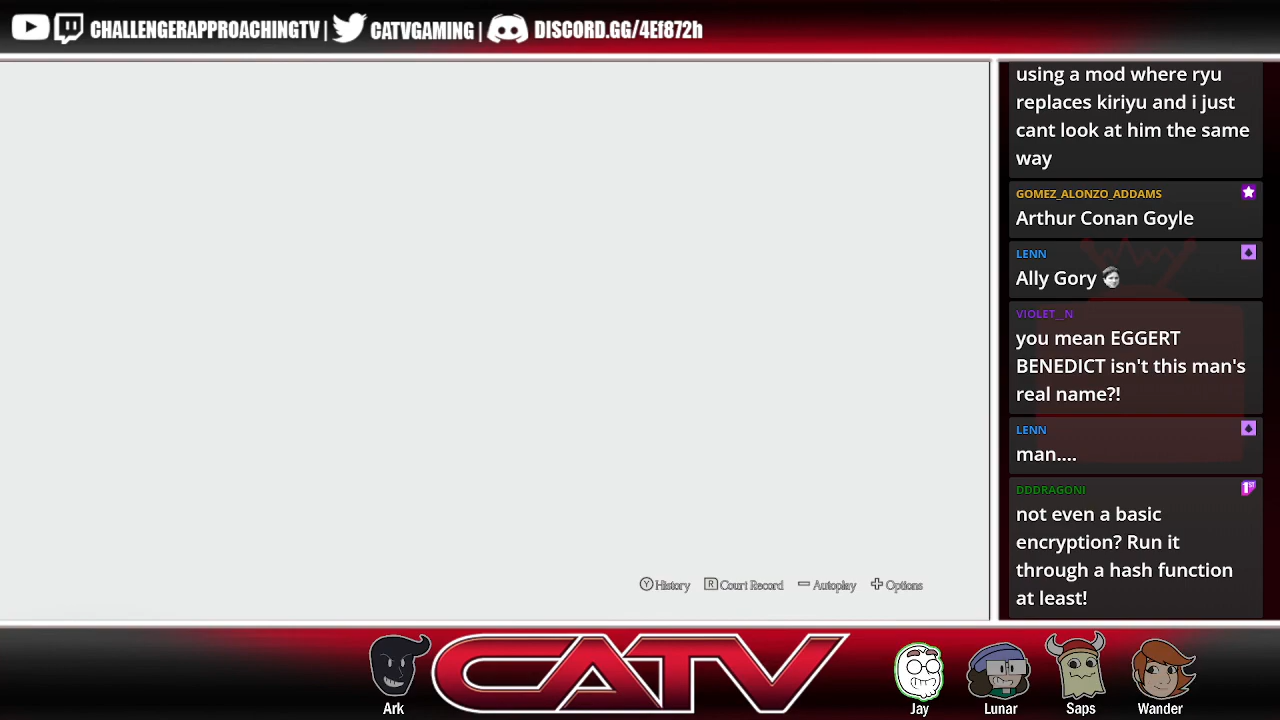 CHALLENGERAPPROACHINGTV | CATVGAMING | DISCORD.GG/4Ef872h
using a mod where ryu
replaces kiriyu and i just
cant look at him the same
way
GOMEZ_ALONZO_ADDAMS
Arthur Conan Goyle
LENN
Ally Gory
VIOLET__N
you mean EGGERT
BENEDICT isn't this man's
real name?!
LENN
man....
DDDRAGONI
not even a basic
encryption? Run it
through a hash function
at least!
Y History R Court Record Autoplay Options
CATV
Ark Jay Lunar Saps Wander